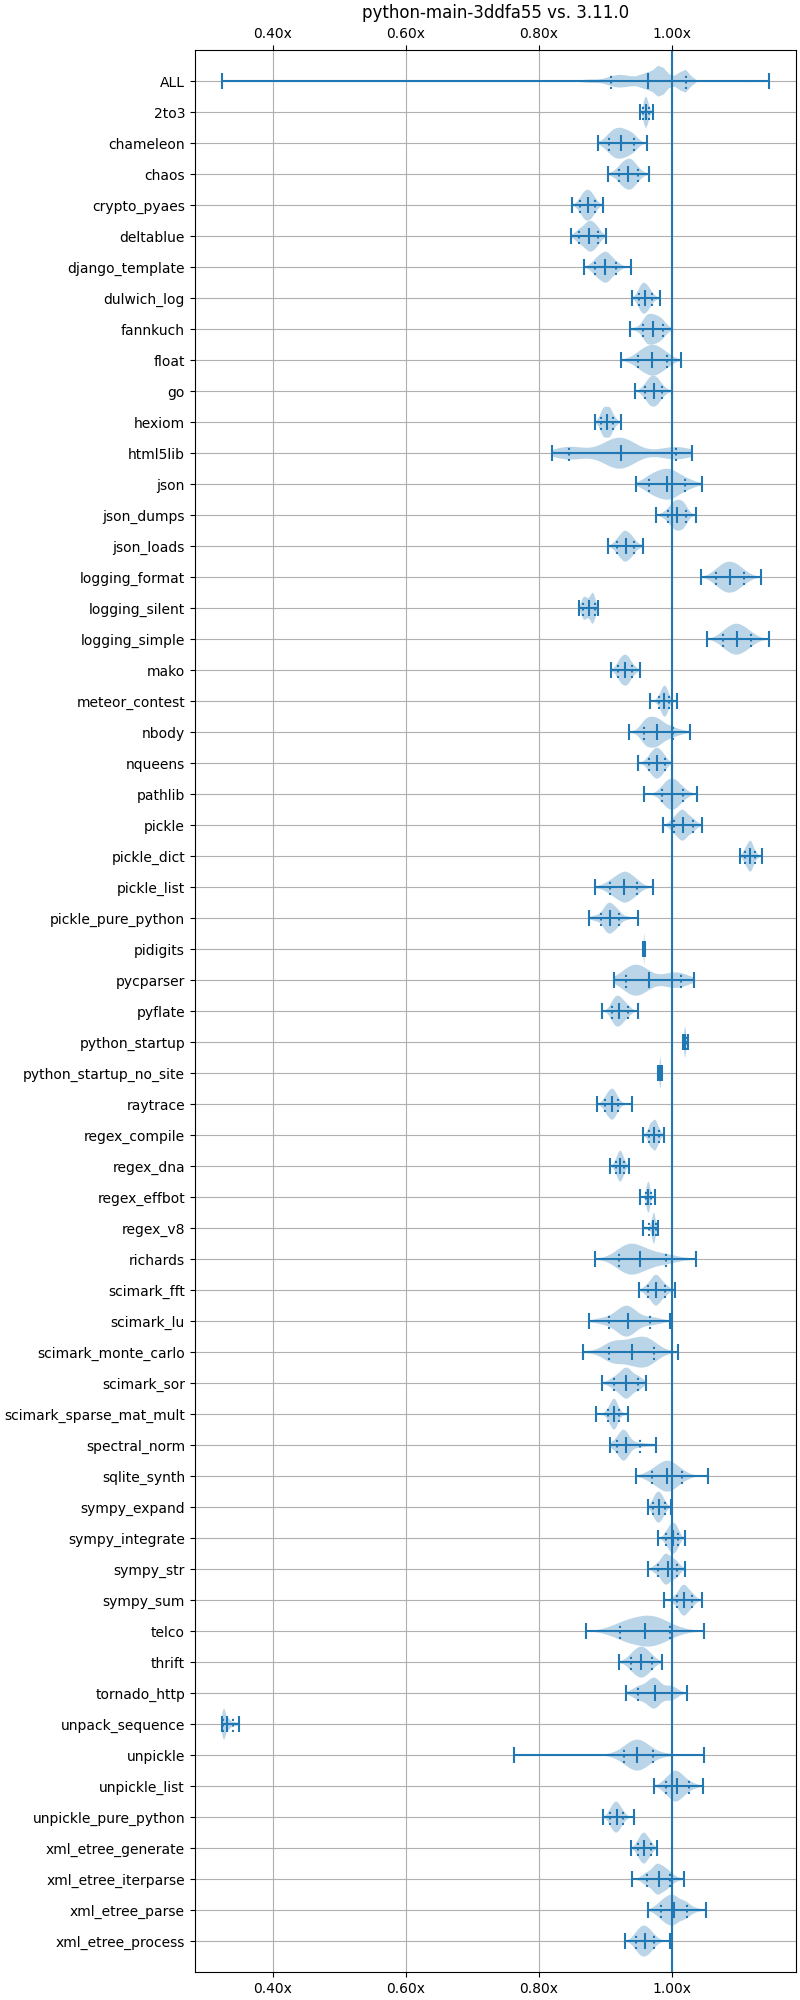 python-main-3ddfa55 vs. 3.11.0
0.40x 0.60x 0.80x 1.00x
ALL
2to3
chameleon
chaos
crypto_pyaes
deltablue
django_template
dulwich_log
fannkuch
float
go
hexiom
html5lib
json
json_dumps
json_loads
logging_format
logging_silent
logging_simple
mako
meteor_contest
nbody
nqueens
pathlib
pickle
pickle_dict
pickle_list
pickle_pure_python
pidigits
pycparser
pyflate
python_startup
python_startup_no_site
raytrace
regex_compile
regex_dna
regex_effbot
regex_v8
richards
scimark_fft
scimark_lu
scimark_monte_carlo
scimark_sor
scimark_sparse_mat_mult
spectral_norm
sqlite_synth
sympy_expand
sympy_integrate
sympy_str
sympy_sum
telco
thrift
tornado_http
unpack_sequence
unpickle
unpickle_list
unpickle_pure_python
xml_etree_generate
xml_etree_iterparse
xml_etree_parse
xml_etree_process
0.40x 0.60x 0.80x 1.00x